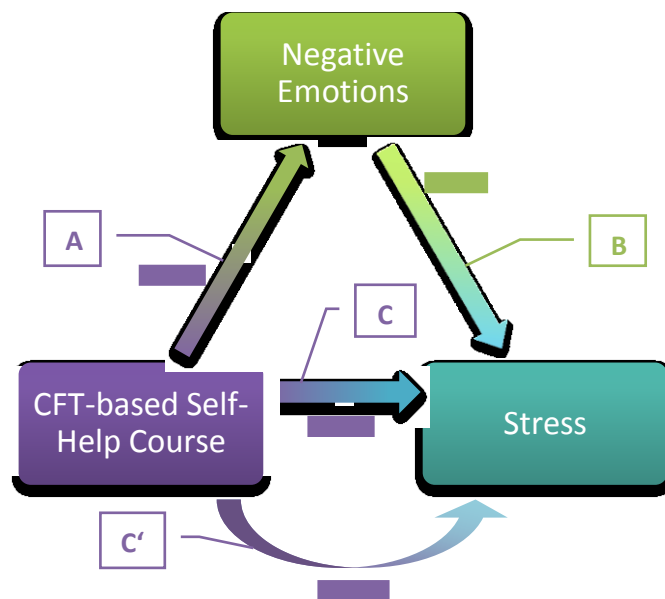 Negative
Emotions
A
B
C
CFT-based Self-
Help Course
Stress
C‘